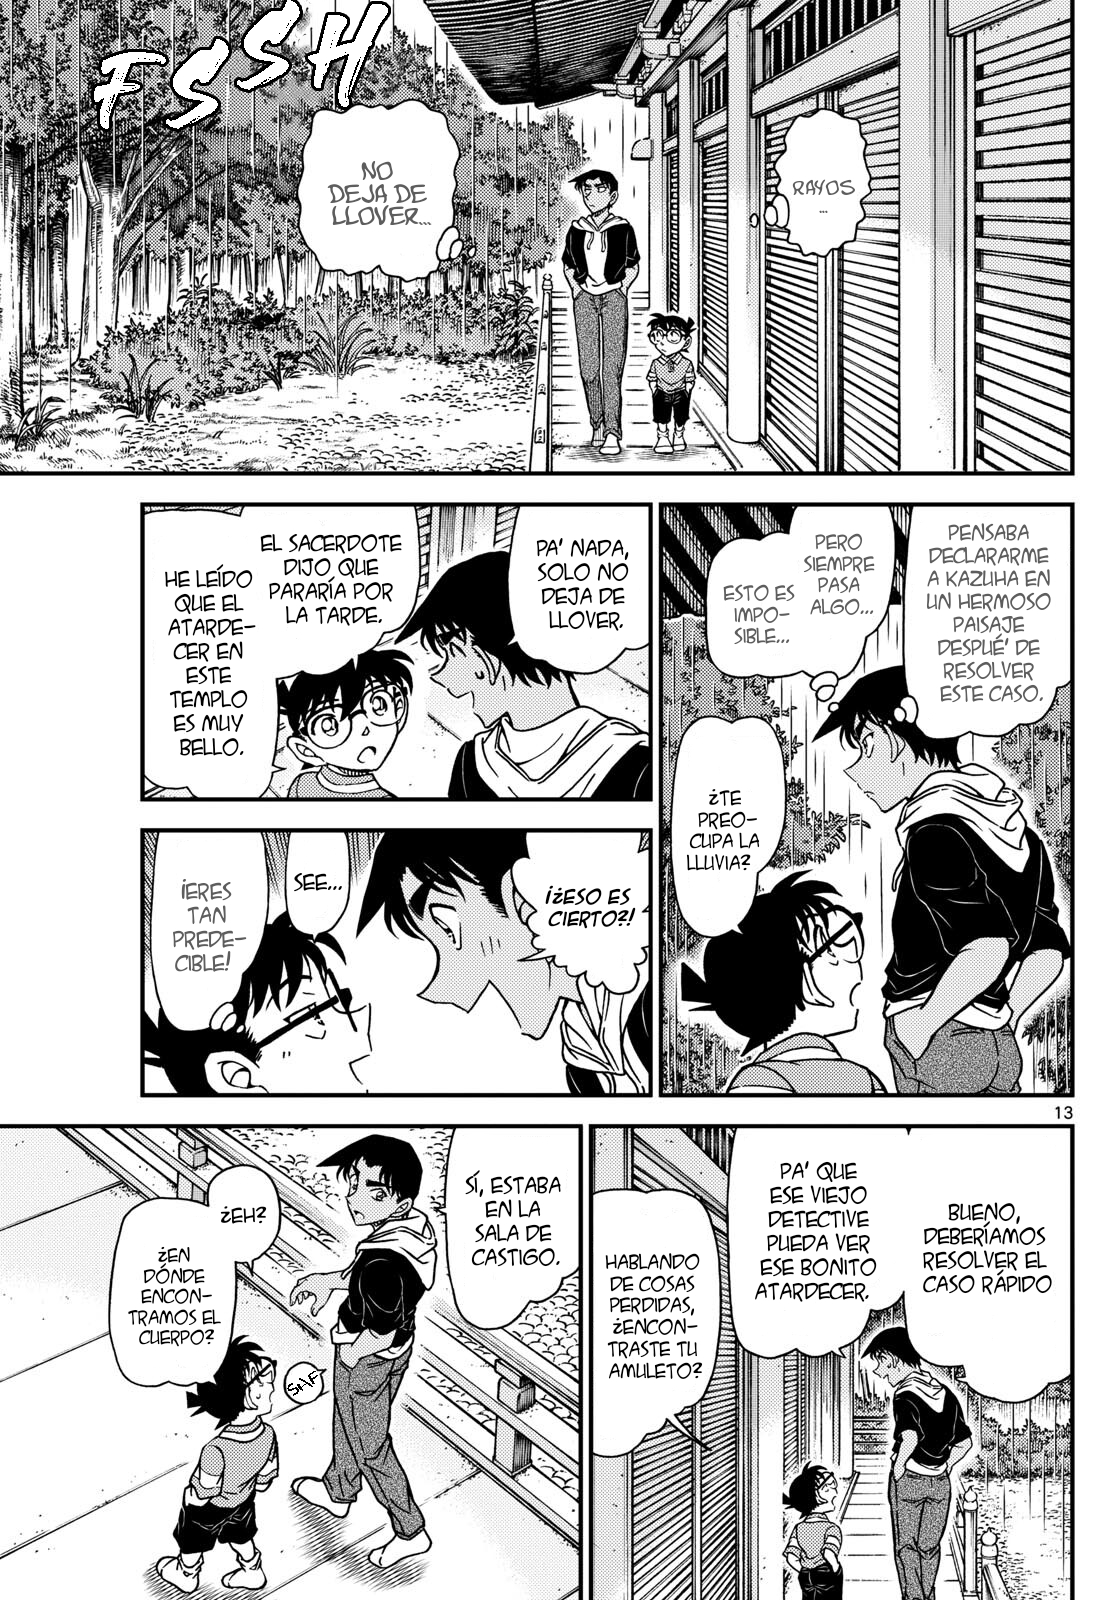 FSSH
RAYOS
...
NO
DEJA DE
LLOVER...
PENSABA
DECLARARME
A KAZUHA EN
UN HERMOSO
PAISAJE
DESPUÉ' DE
RESOLVER
ESTE CASO.
PERO
SIEMPRE
PASA
ALGO...
ESTO ES
IMPO-
SIBLE...
¿TE
PREO-
CUPA LA
LLUVIA?
PA' NADA,
SOLO NO
DEJA DE
LLOVER.
EL SACERDOTE
DIJO QUE
PARARÍA POR
LA TARDE.
HE LEÍDO
QUE EL
ATARDE-
CER EN
ESTE
TEMPLO
ES MUY
BELLO.
¡¿ESO ES
CIERTO?!
SEE...
¡ERES
TAN
PREDE-
CIBLE!
13
BUENO,
DEBERÍAMOS
RESOLVER EL
CASO RÁPIDO
PA' QUE
ESE VIEJO
DETECTIVE
PUEDA VER
ESE BONITO
ATARDECER.
HABLANDO
DE COSAS
PERDIDAS,
¿ENCON-
TRASTE TU
AMULETO?
SÍ, ESTABA
EN LA
SALA DE
CASTIGO.
¿EH?
¿EN
DÓNDE
ENCON-
TRAMOS EL
CUERPO?
SHF